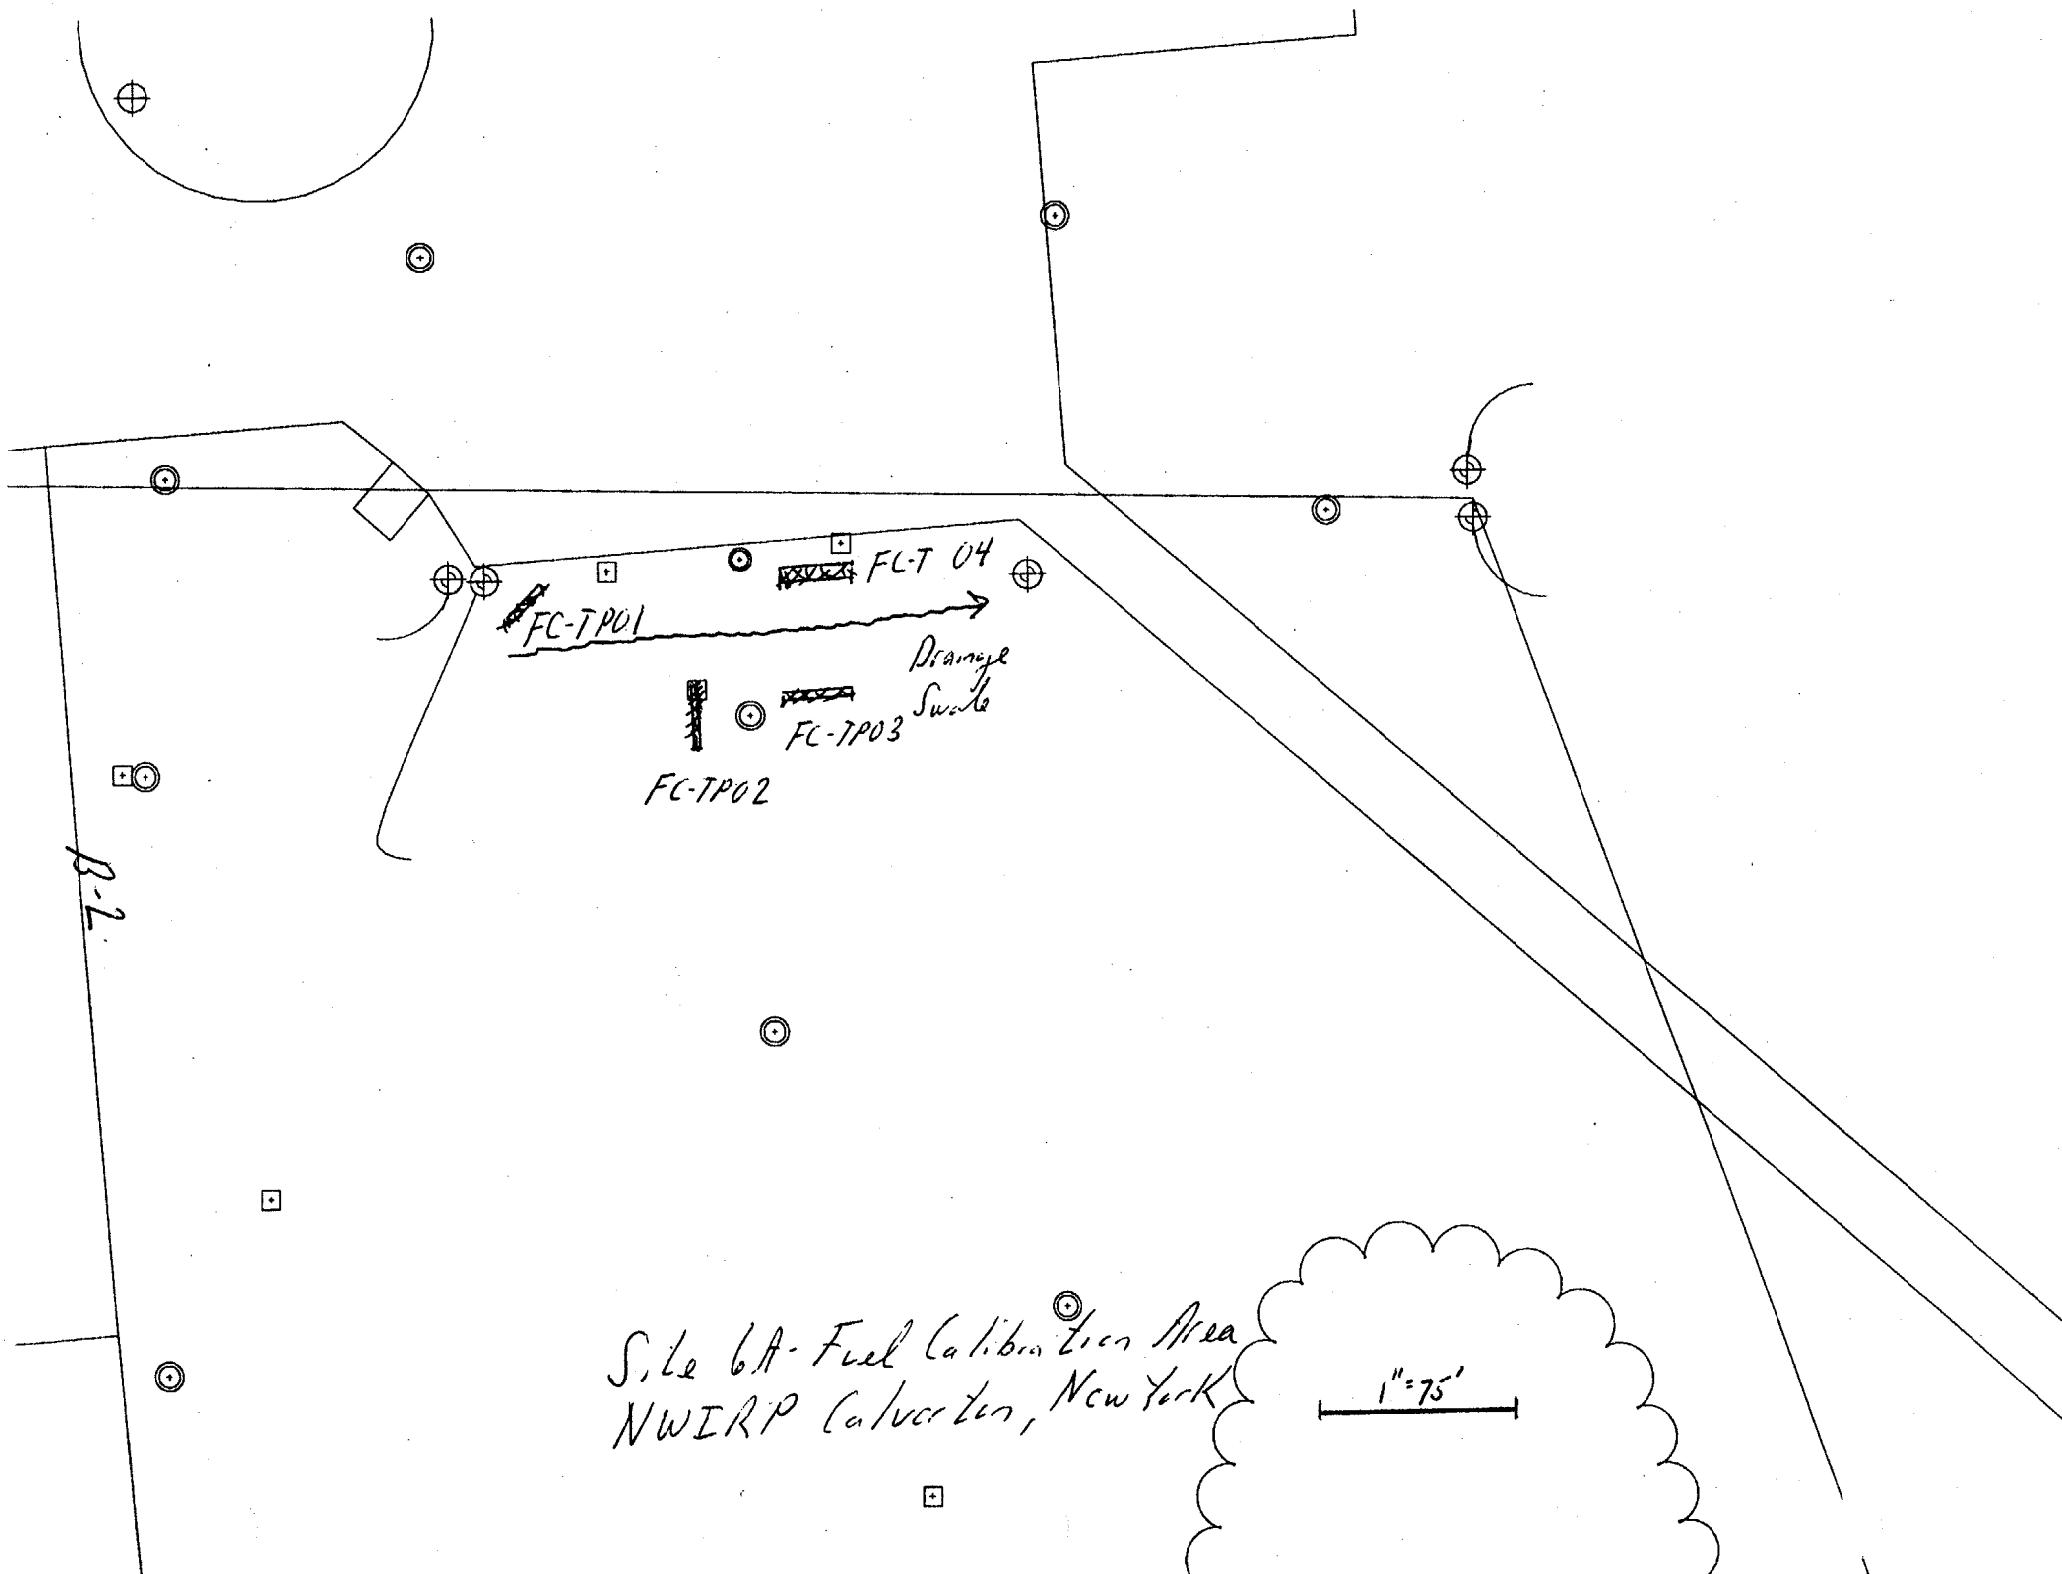 FC-T 04
FC-TP01
Drainage
Swale
FC-TP03
FC-TP02
B-2
Site 6A- Fuel Calibration Area
NWIRP Calverton, New York
1"=75'